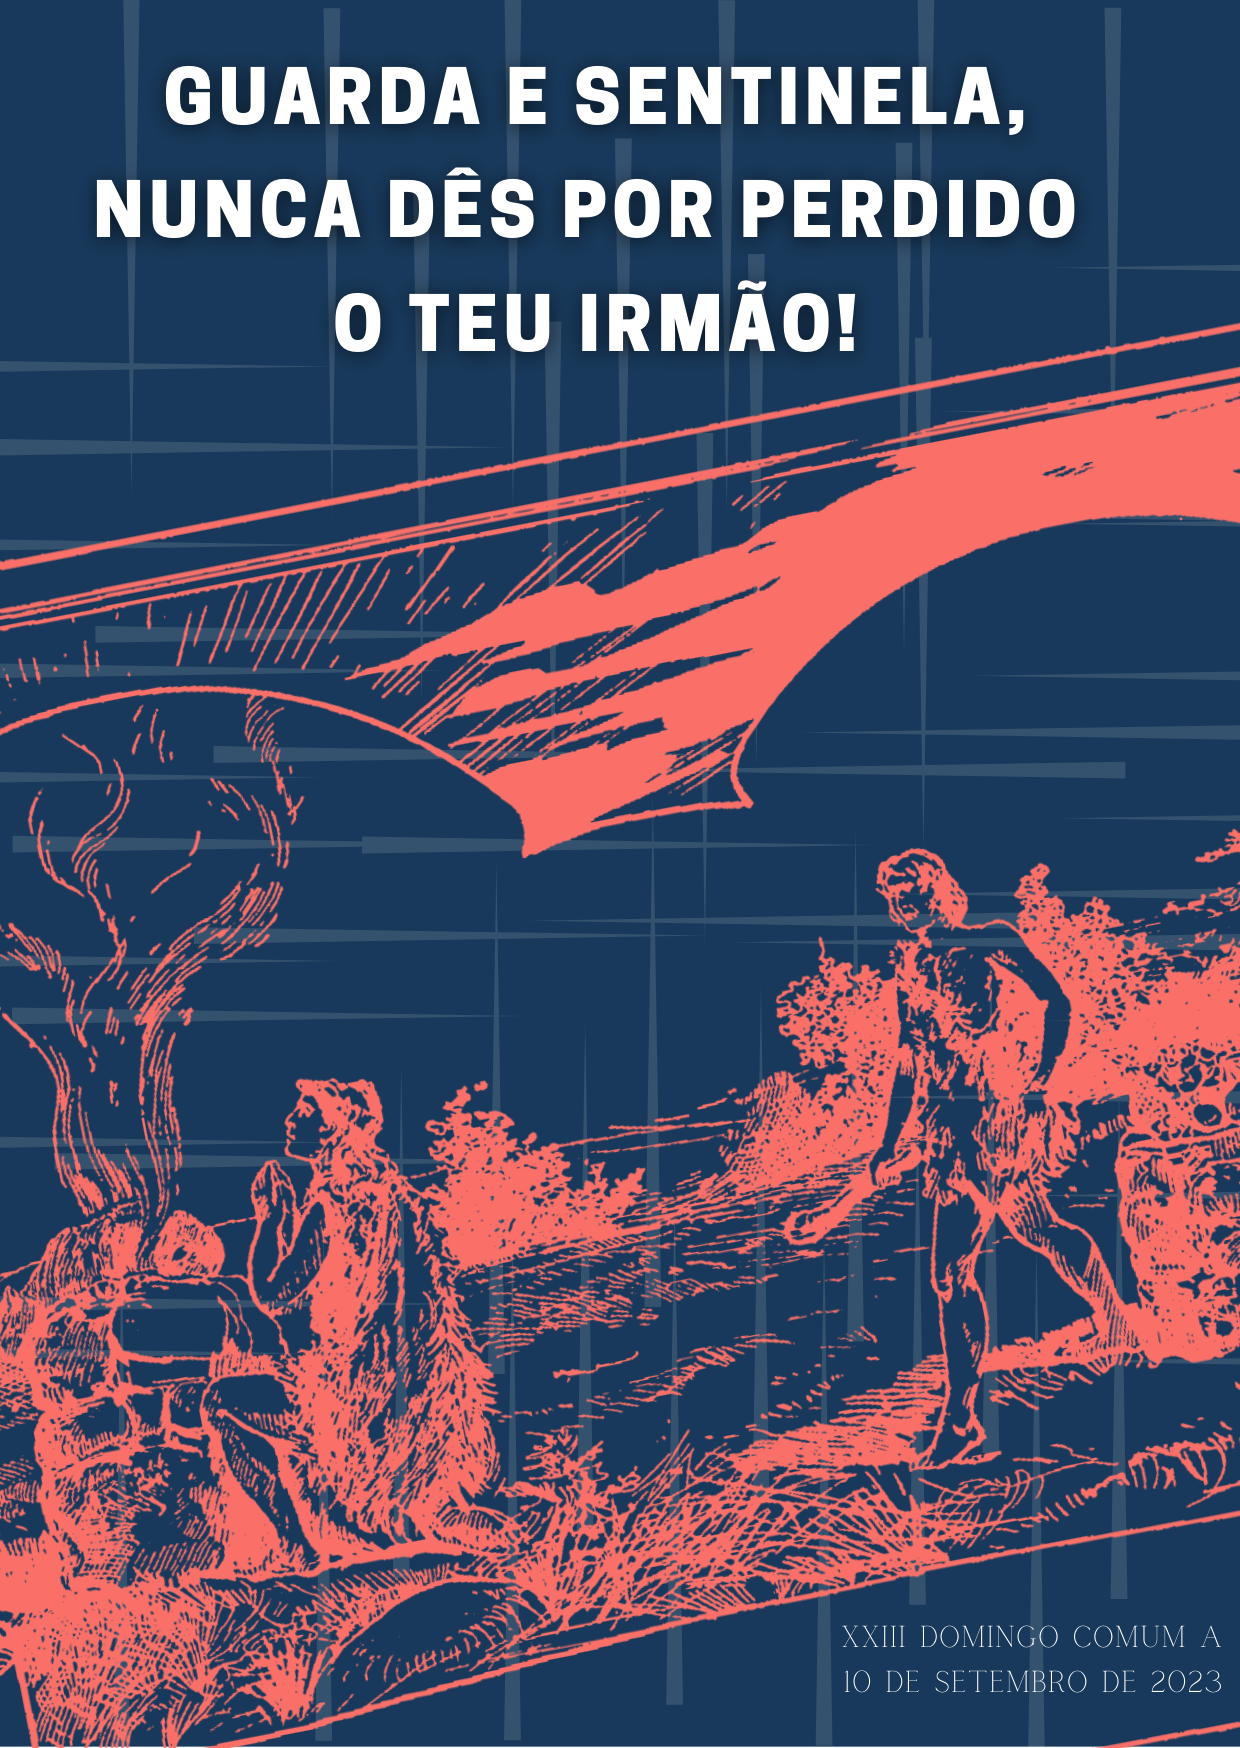 GUARDA E SENTINELA,
NUNCA DÊS POR PERDIDO
O TEU IRMÃO!
XXIII DOMINGO COMUM A
10 DE SETEMBRO DE 2023